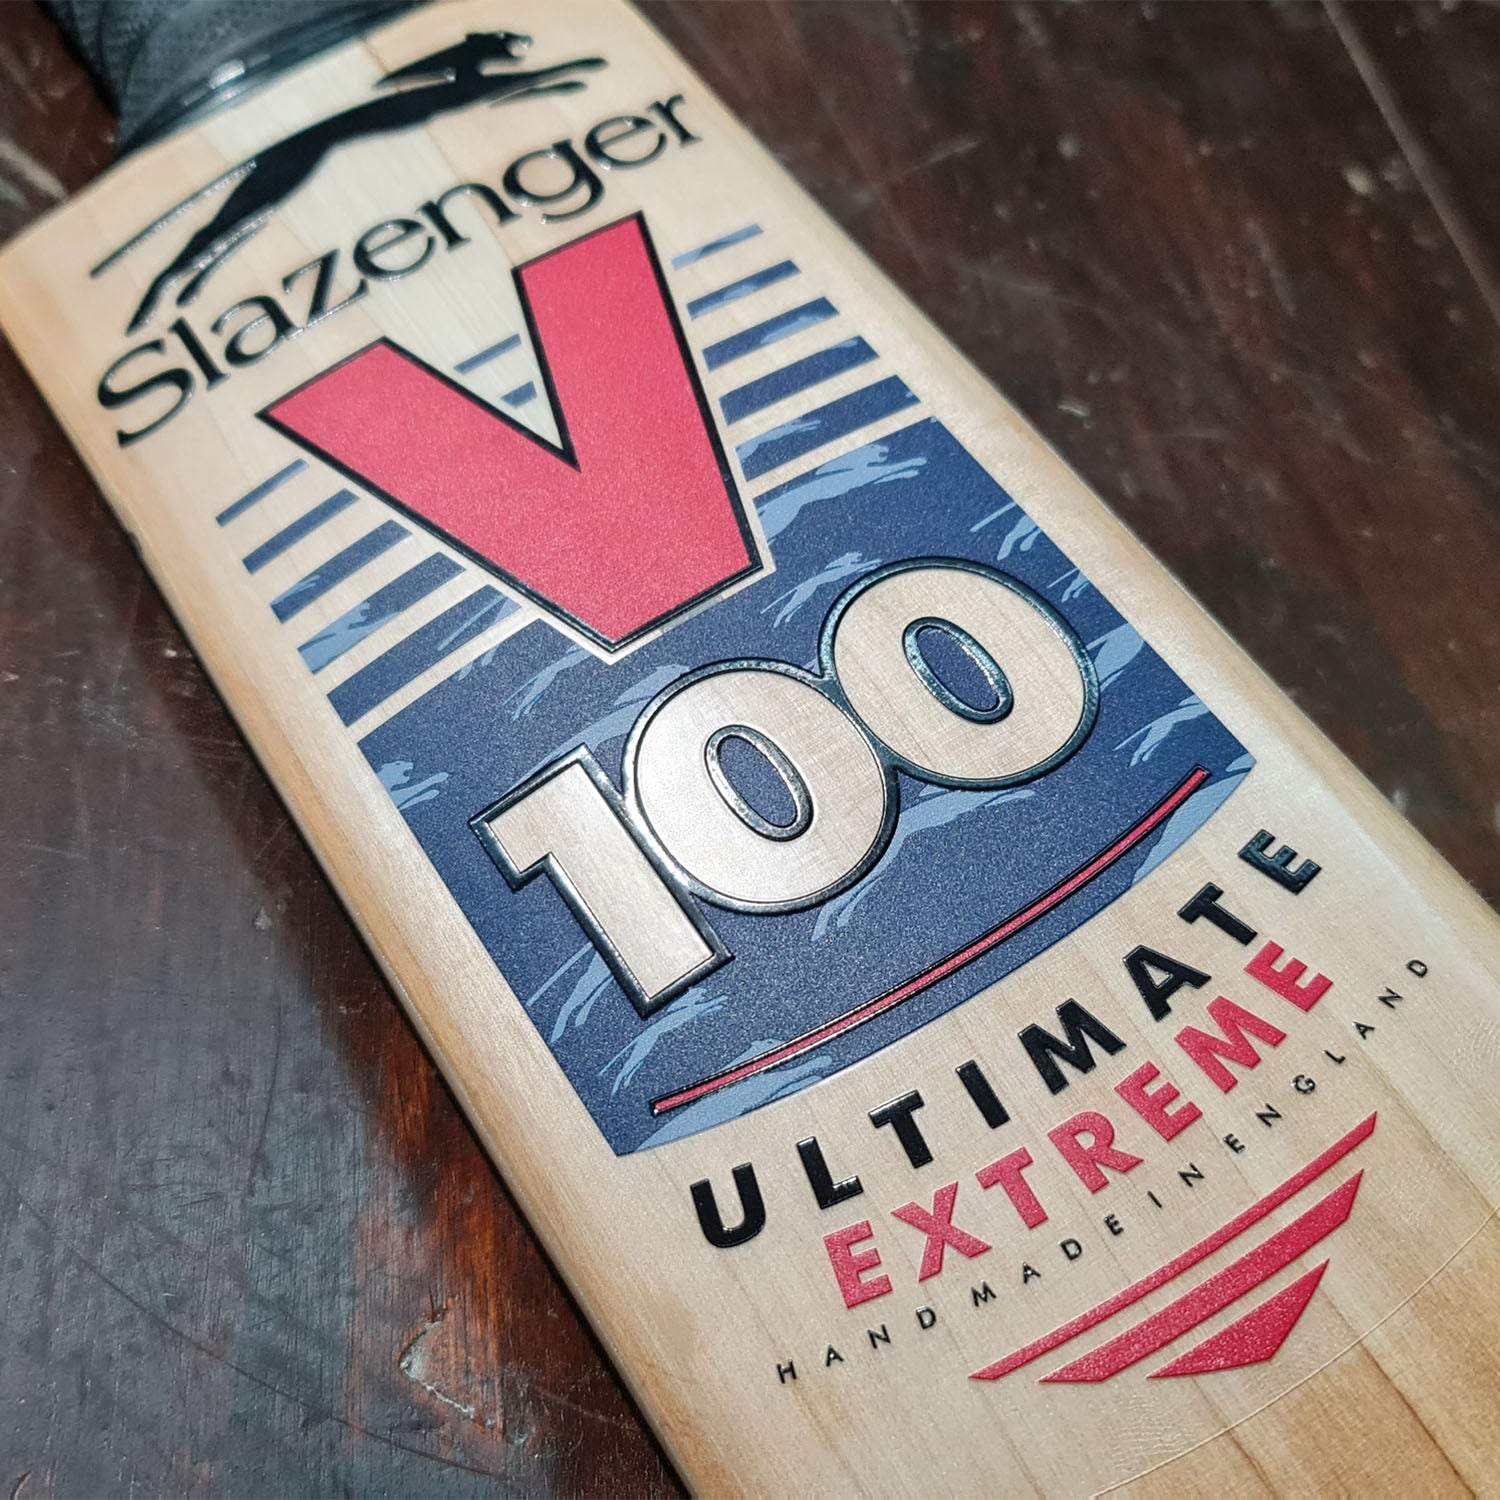 Slazenger
V
100
ULTIMATE
EXTREME
HANDMADE IN ENGLAND